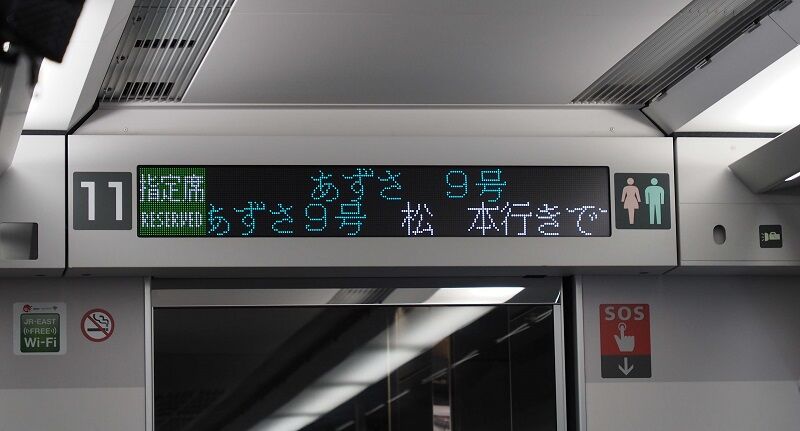 11
指定席
RESERVED
あずさ 9号
あずさ9号 松 本行きで
JR-EAST
FREE
Wi-Fi
SOS